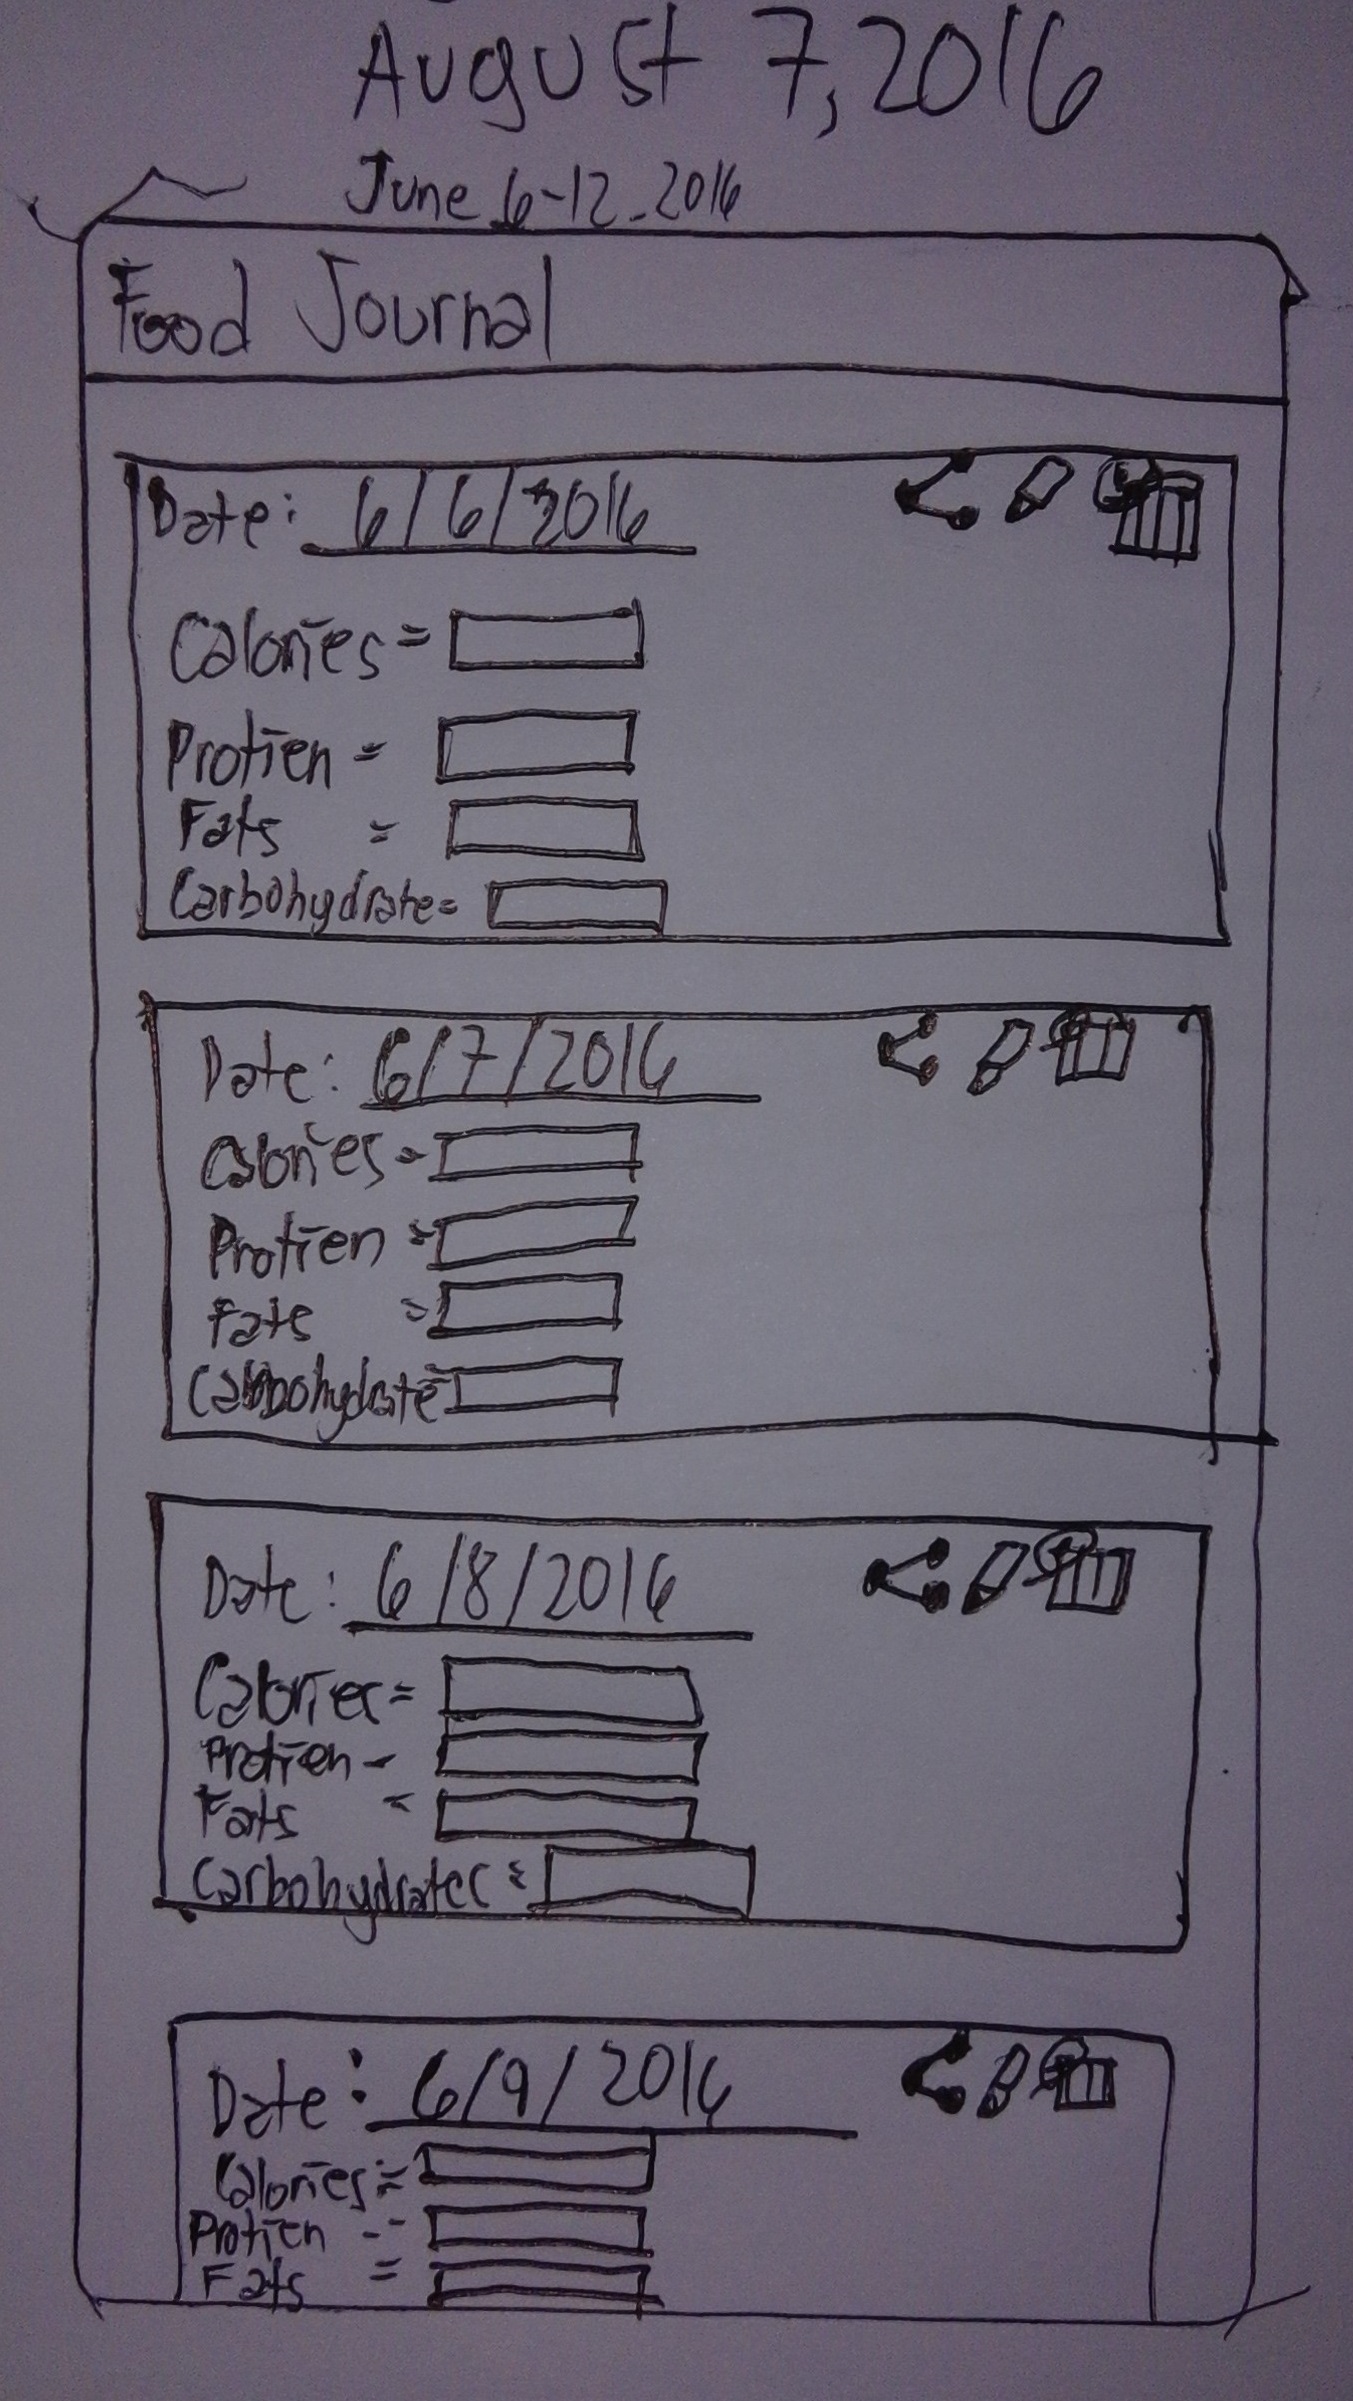 August 7, 2016
June 6-12-2016
Food Journal
Date: 6/6/2016
Calories =
Protien =
Fats =
Carbohydrate=
Date: 6/7/2016
Calories =
Protien =
Fats =
Carbohydrate=
Date: 6/8/2016
Calories =
Protien -
Fats =
Carbohydrates =
Date: 6/9/2016
Calories =
Protien --
Fats =